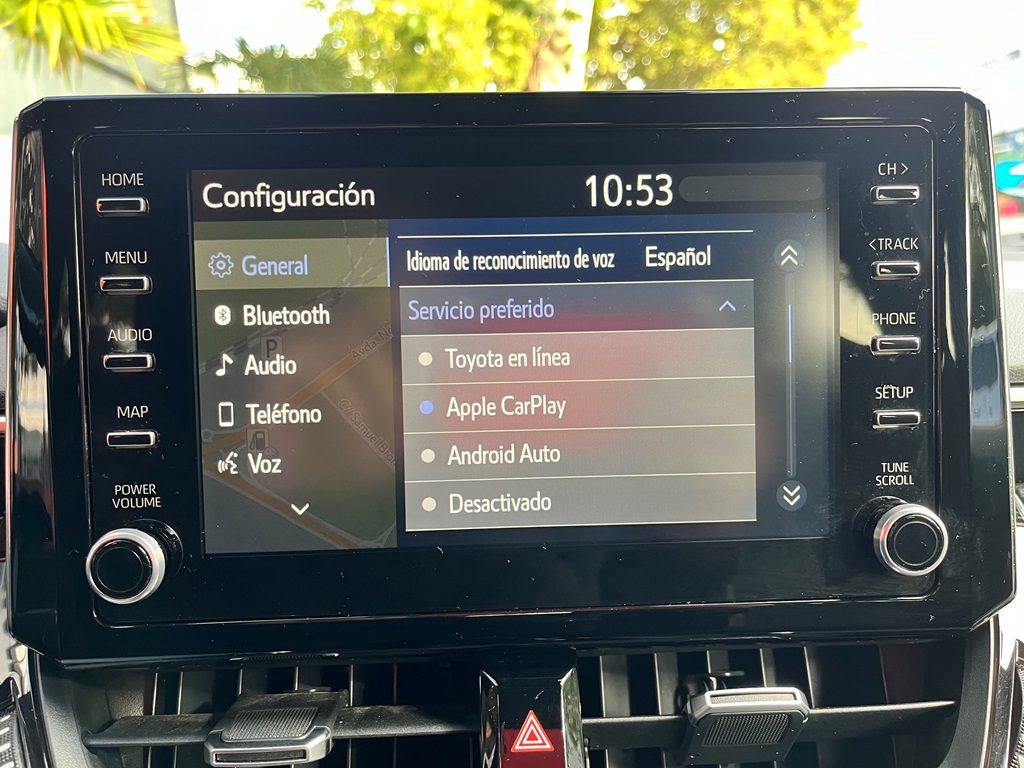 HOME
MENU
AUDIO
MAP
POWER
VOLUME
Configuración
10:53
General
Bluetooth
Audio
Teléfono
Voz
Idioma de reconocimiento de voz Español
Servicio preferido
Toyota en línea
Apple CarPlay
Android Auto
Desactivado
P
CH >
< TRACK
PHONE
SETUP
TUNE
SCROLL